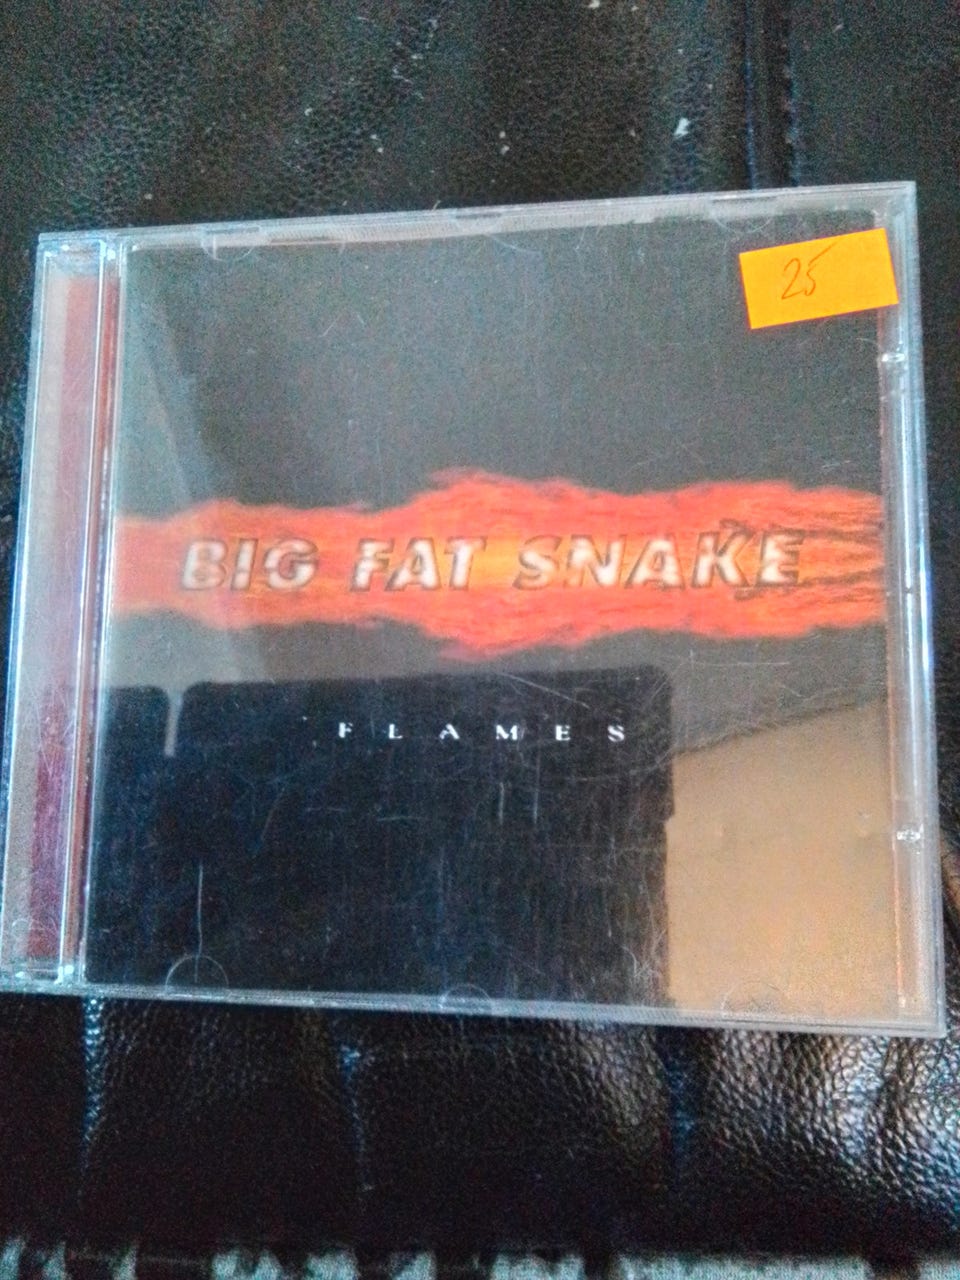 25
BIG FAT SNAKE
FLAMES